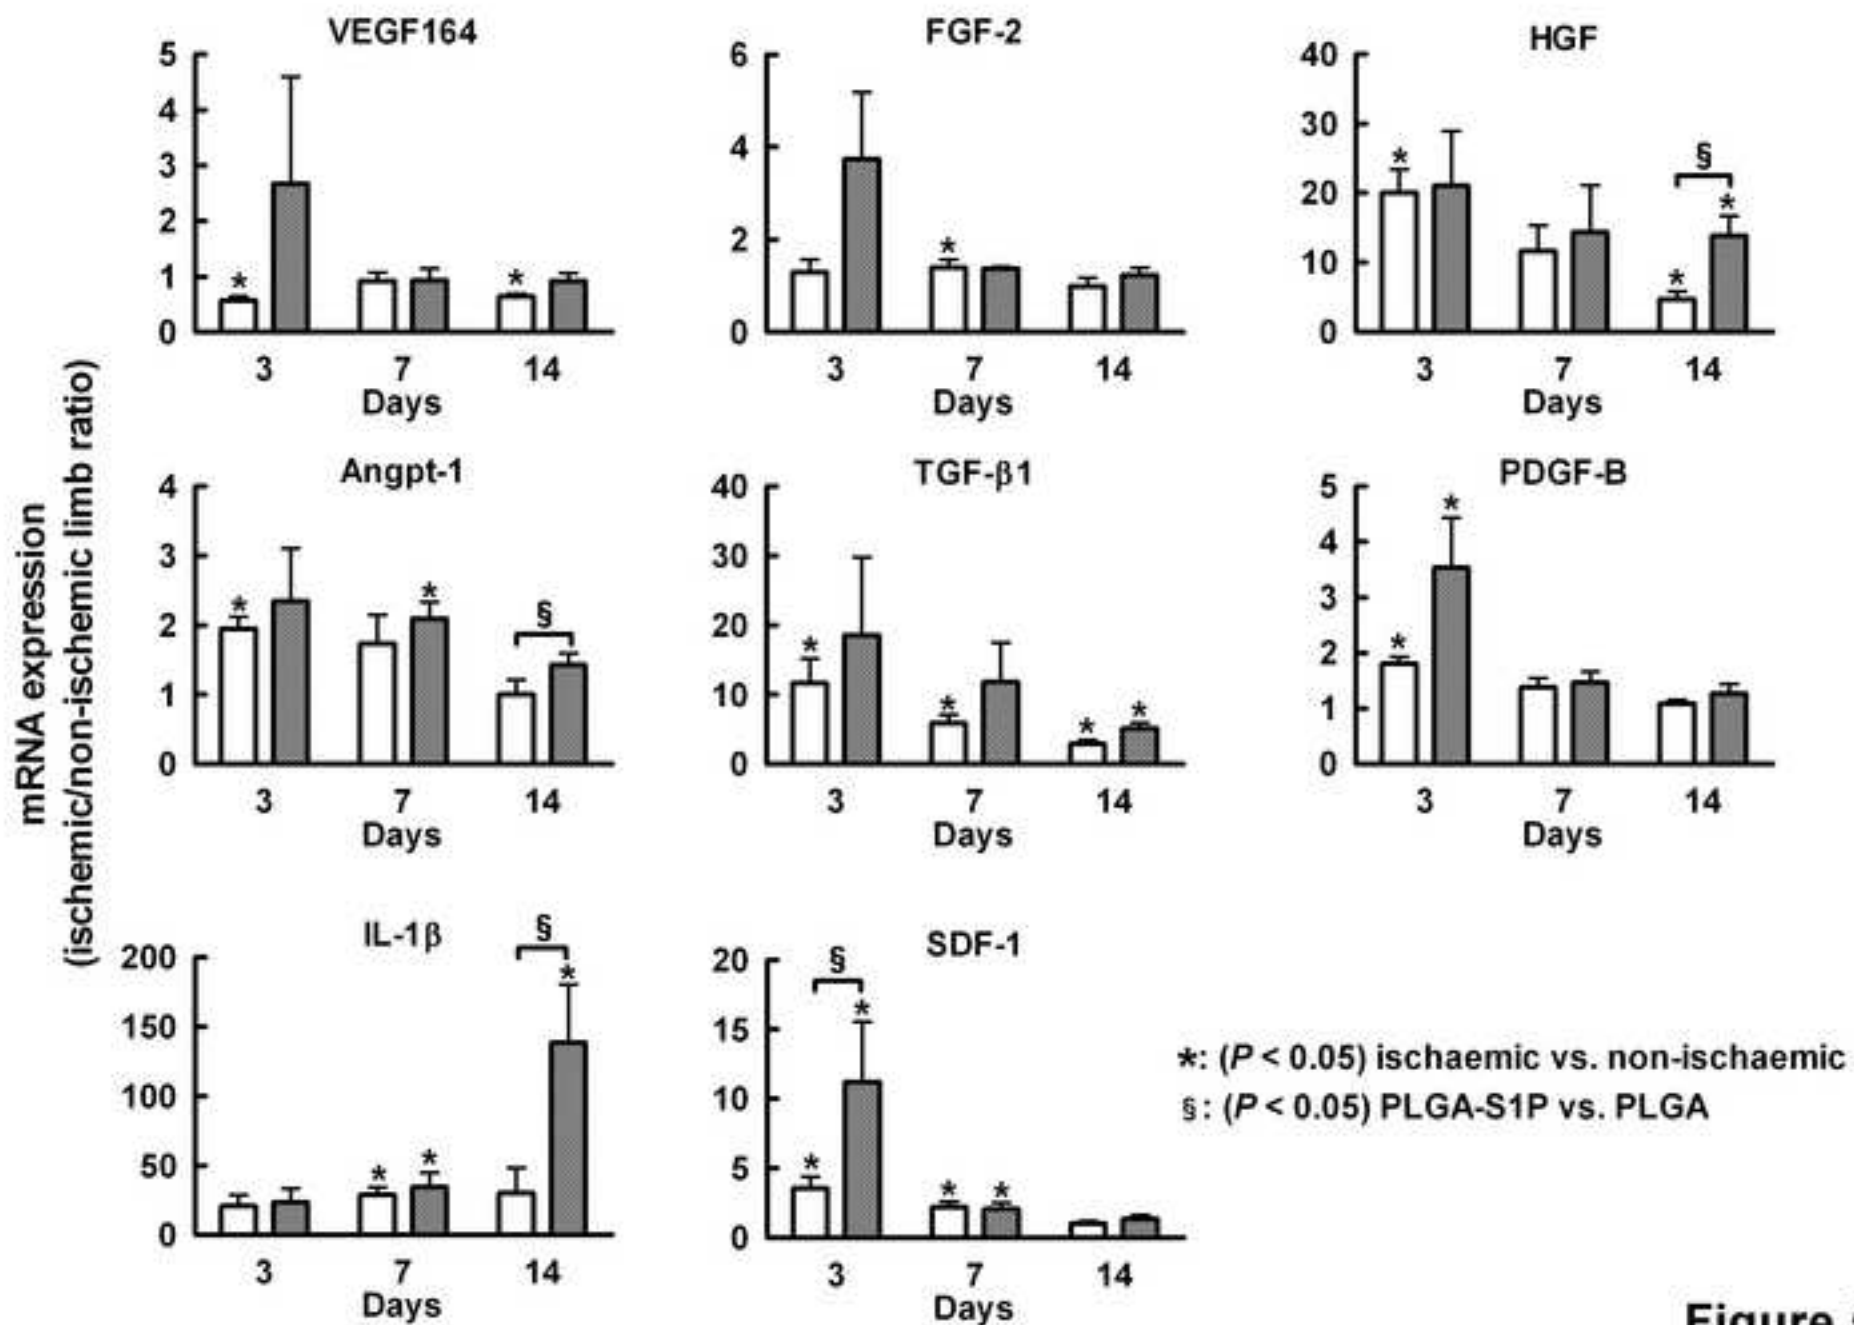 mRNA expression
(ischemic/non-ischemic limb ratio)
VEGF164
5
4
3
2
1
0
*
*
3 7 14
Days
FGF-2
6
4
2
0
*
3 7 14
Days
HGF
40
30
20
10
0
*
§
*
*
3 7 14
Days
Angpt-1
4
3
2
1
0
*
*
§
3 7 14
Days
TGF-β1
40
30
20
10
0
*
*
*
*
3 7 14
Days
PDGF-B
5
4
3
2
1
0
*
*
3 7 14
Days
IL-1β
200
150
100
50
0
*
*
§
*
3 7 14
Days
SDF-1
20
15
10
5
0
*
§
*
*
*
3 7 14
Days
*: (P < 0.05) ischaemic vs. non-ischaemic
§: (P < 0.05) PLGA-S1P vs. PLGA
Figure